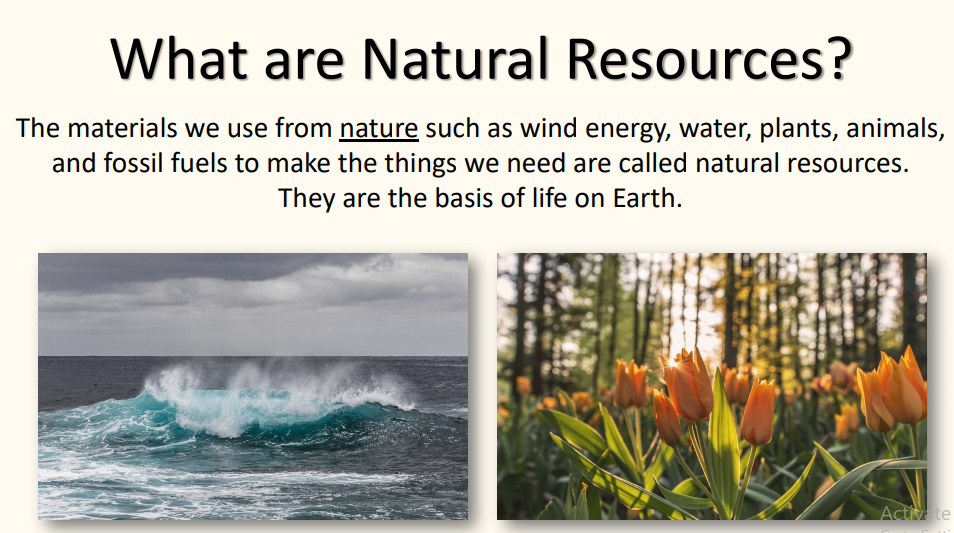 What are Natural Resources?
The materials we use from nature such as wind energy, water, plants, animals,
and fossil fuels to make the things we need are called natural resources.
They are the basis of life on Earth.
Activate